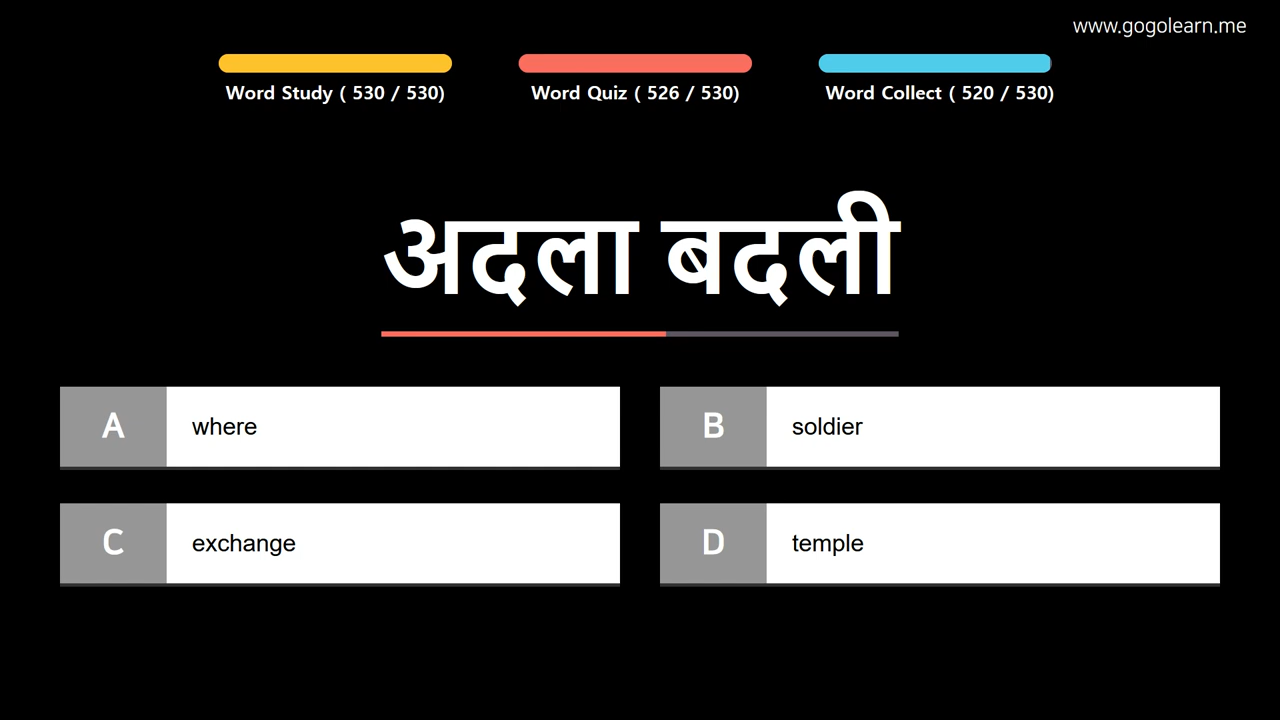 www.gogolearn.me
Word Study ( 530 / 530)
Word Quiz ( 526 / 530)
Word Collect ( 520 / 530)
अदला बदली
A where
B soldier
C exchange
D temple